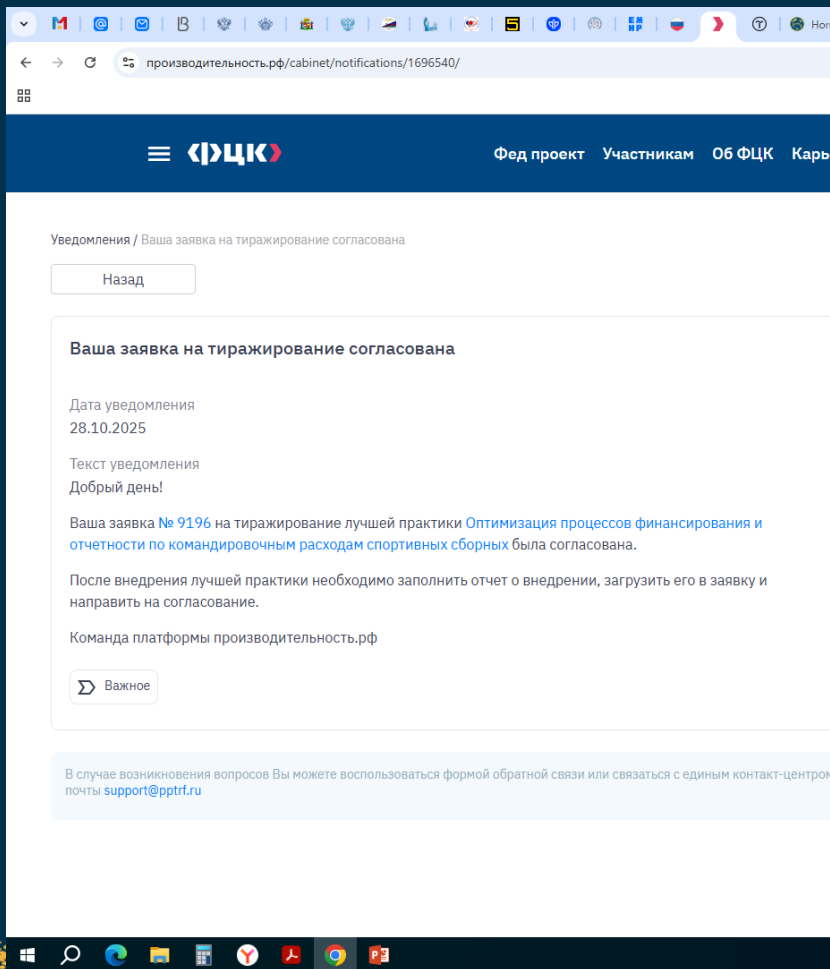 производительность.рф/cabinet/notifications/1696540/
ФЦК
Фед проект Участникам Об ФЦК Карь
Уведомления / Ваша заявка на тиражирование согласована
Назад
Ваша заявка на тиражирование согласована
Дата уведомления
28.10.2025
Текст уведомления
Добрый день!
Ваша заявка № 9196 на тиражирование лучшей практики Оптимизация процессов финансирования и
отчетности по командировочным расходам спортивных сборных была согласована.
После внедрения лучшей практики необходимо заполнить отчет о внедрении, загрузить его в заявку и
направить на согласование.
Команда платформы производительность.рф
Важное
В случае возникновения вопросов Вы можете воспользоваться формой обратной связи или связаться с единым контакт-центром
почты support@pptrf.ru